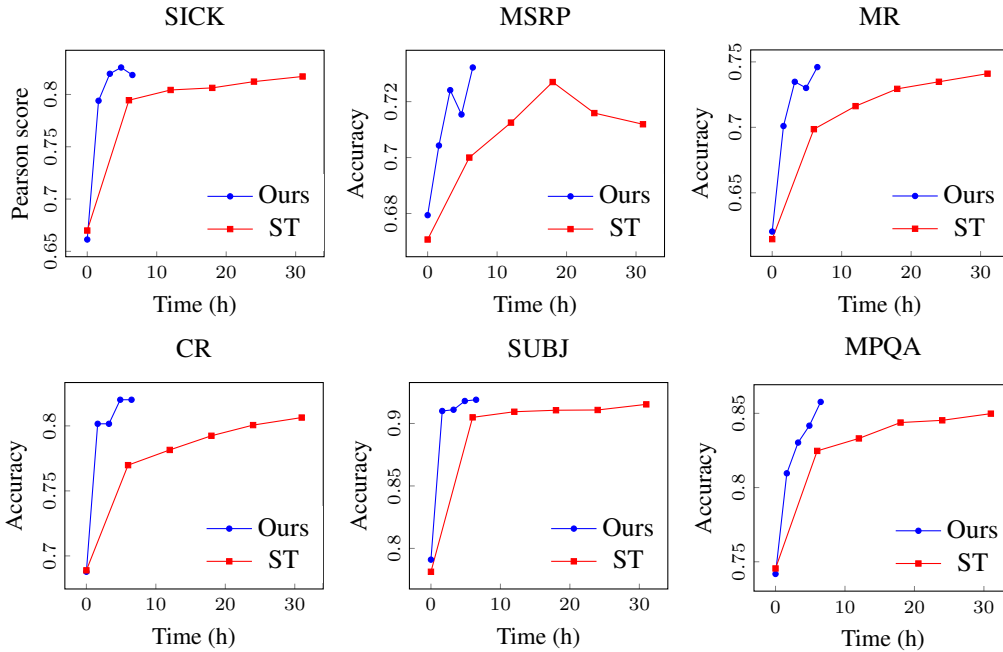 SICK
Pearson score
0.8
0.75
0.7
0.65
Ours
ST
0 10 20 30
Time (h)
MSRP
Accuracy
0.72
0.7
0.68
Ours
ST
0 10 20 30
Time (h)
MR
Accuracy
0.75
0.7
0.65
Ours
ST
0 10 20 30
Time (h)
CR
Accuracy
0.8
0.75
0.7
Ours
ST
0 10 20 30
Time (h)
SUBJ
Accuracy
0.9
0.85
0.8
Ours
ST
0 10 20 30
Time (h)
MPQA
Accuracy
0.85
0.8
0.75
Ours
ST
0 10 20 30
Time (h)